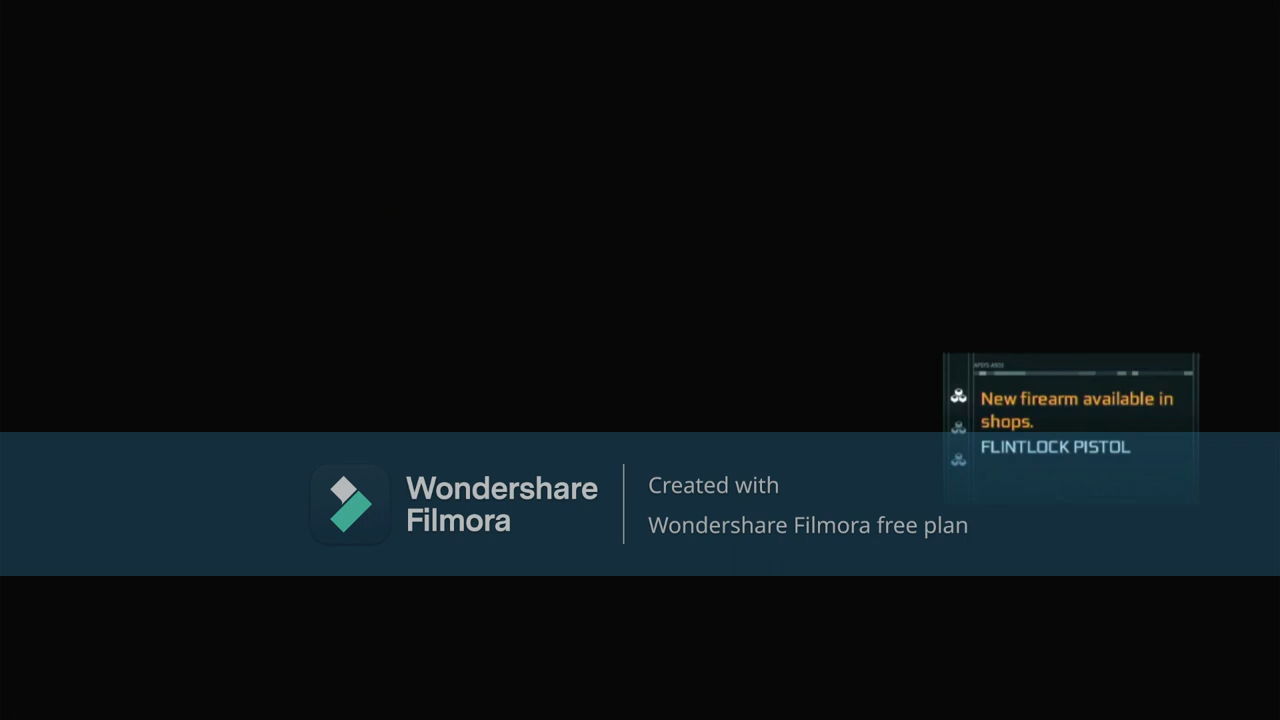 New firearm available in
shops.
FLINTLOCK PISTOL
Wondershare
Filmora
Created with
Wondershare Filmora free plan